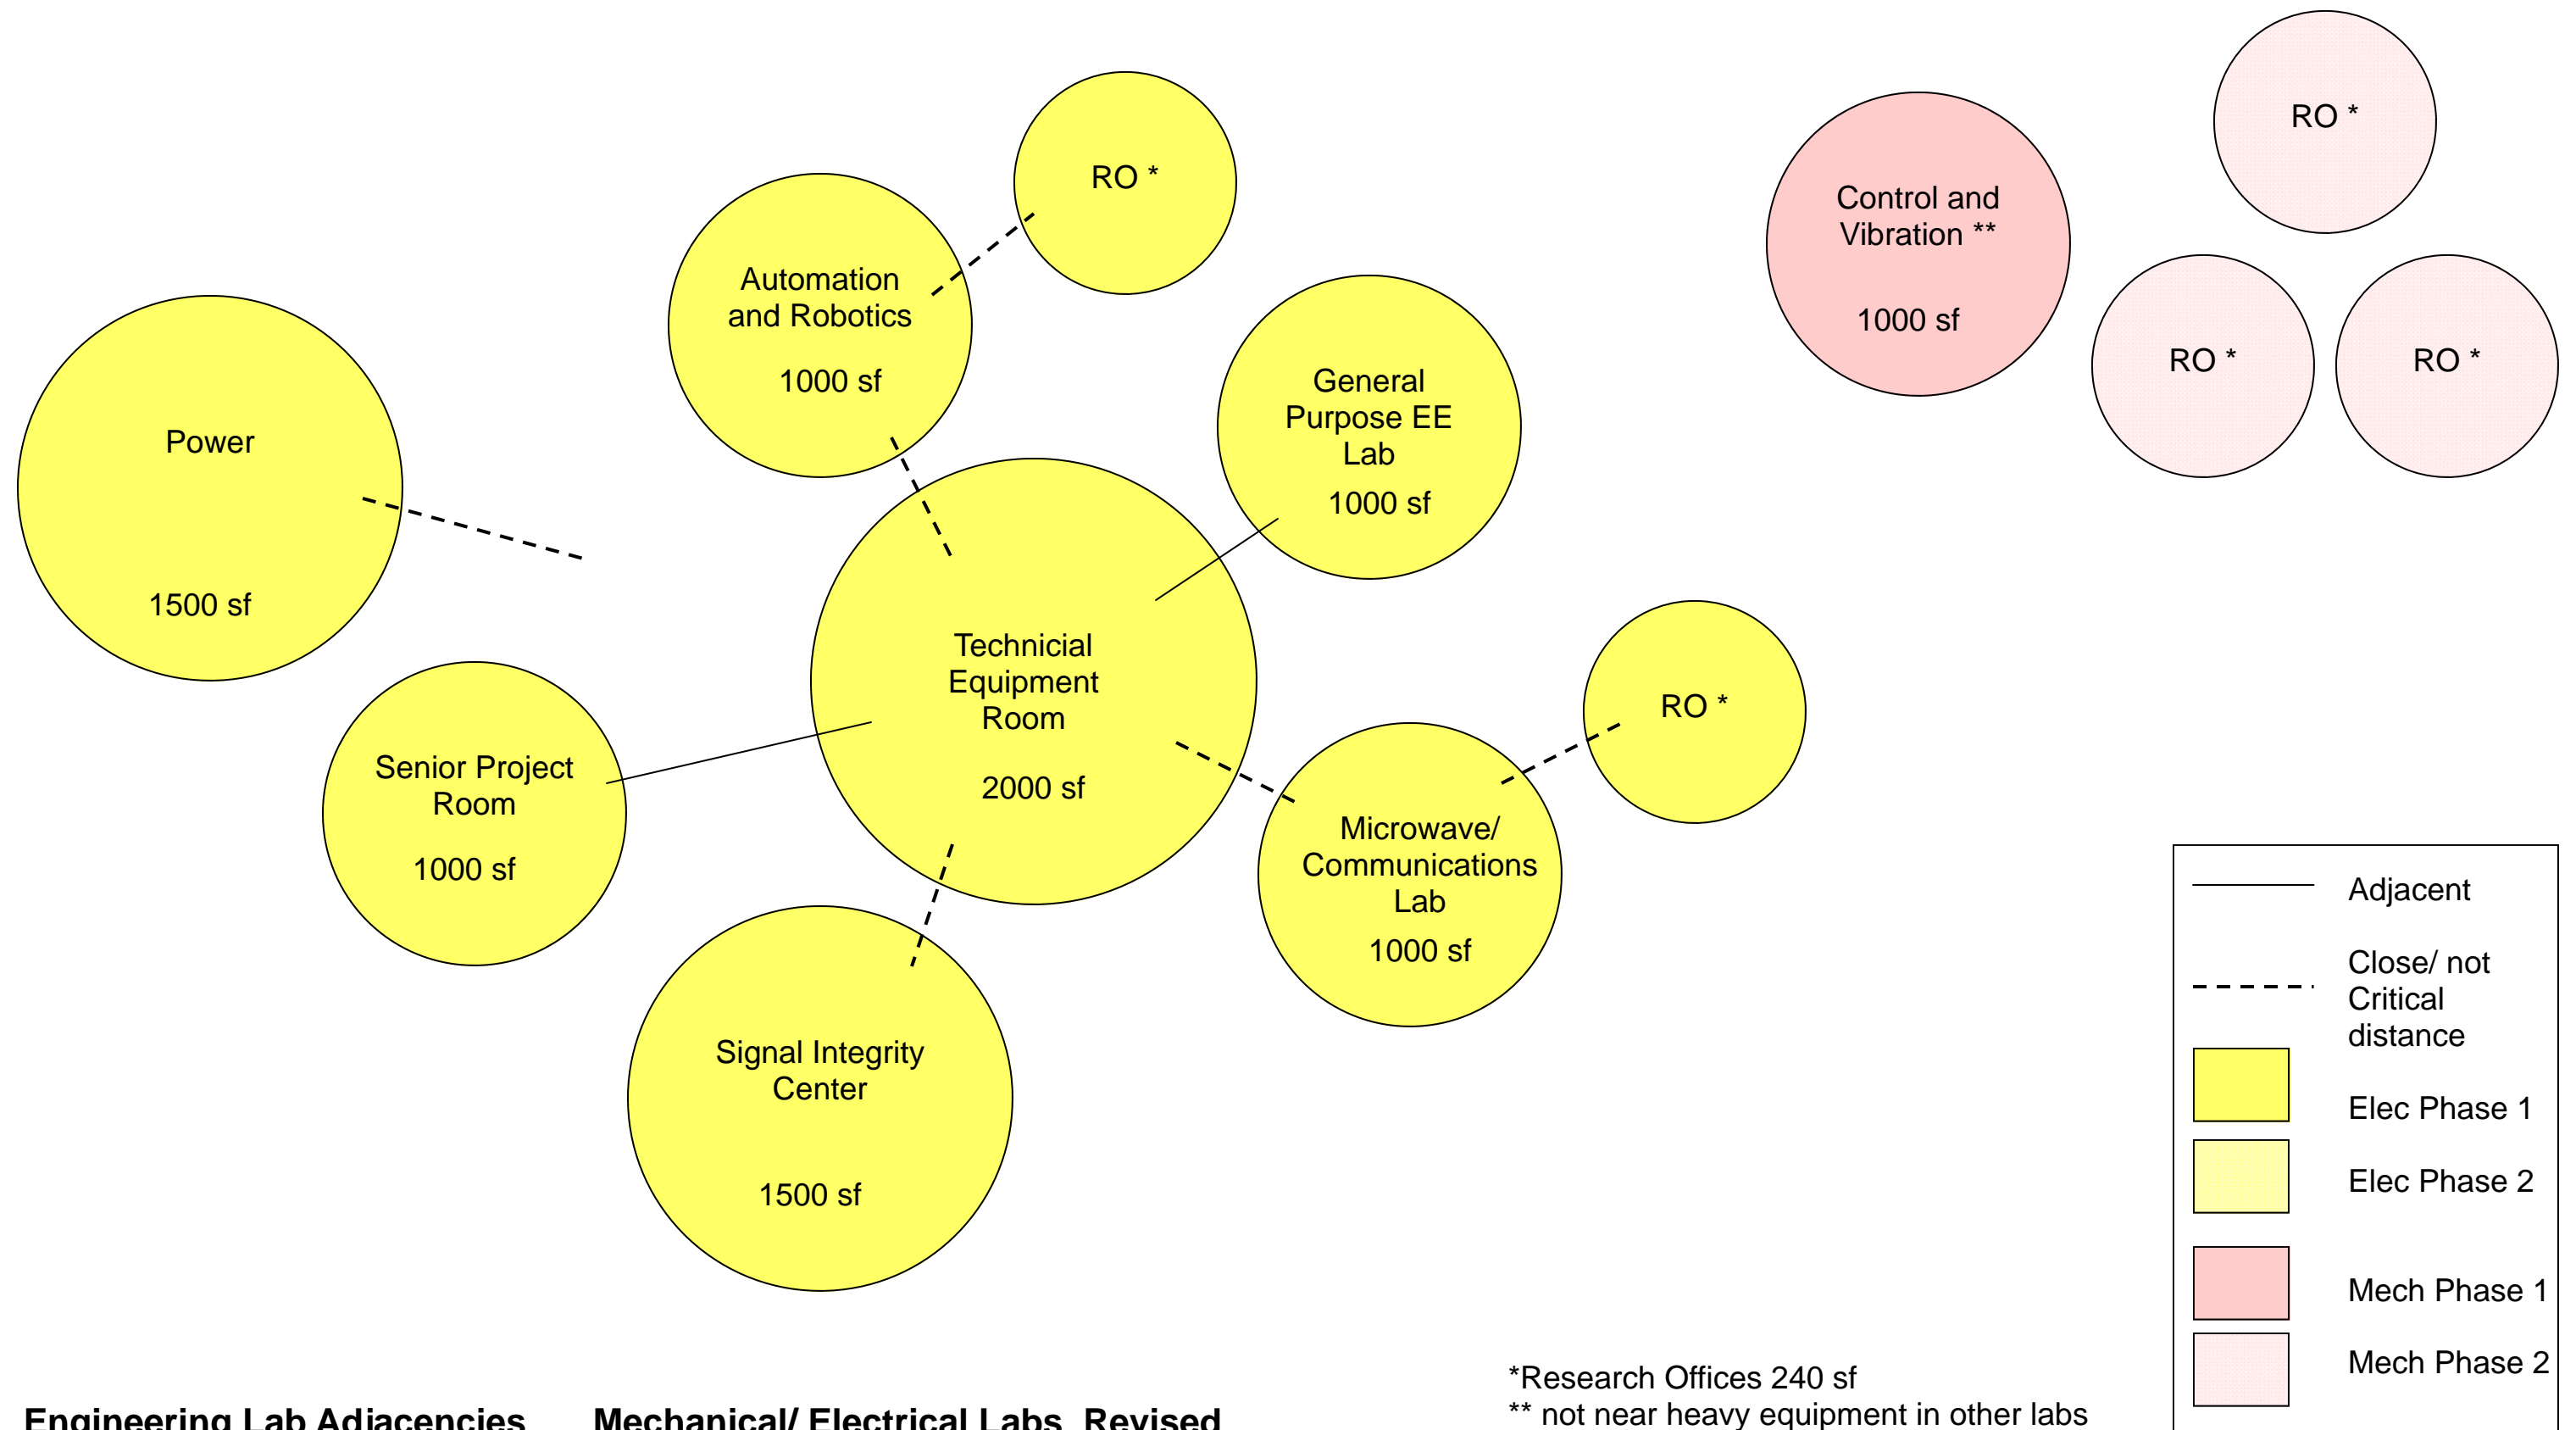 RO *
RO *
Control and
Vibration **
1000 sf
RO *
RO *
Automation
and Robotics
1000 sf
General
Purpose EE
Lab
1000 sf
Power
1500 sf
Technicial
Equipment
Room
2000 sf
RO *
Senior Project
Room
1000 sf
Microwave/
Communications
Lab
1000 sf
Signal Integrity
Center
1500 sf
Adjacent
Close/ not
Critical
distance
Elec Phase 1
Elec Phase 2
Mech Phase 1
Mech Phase 2
*Research Offices 240 sf
** not near heavy equipment in other labs
Engineering Lab Adjacencies Mechanical/ Electrical Labs Revised